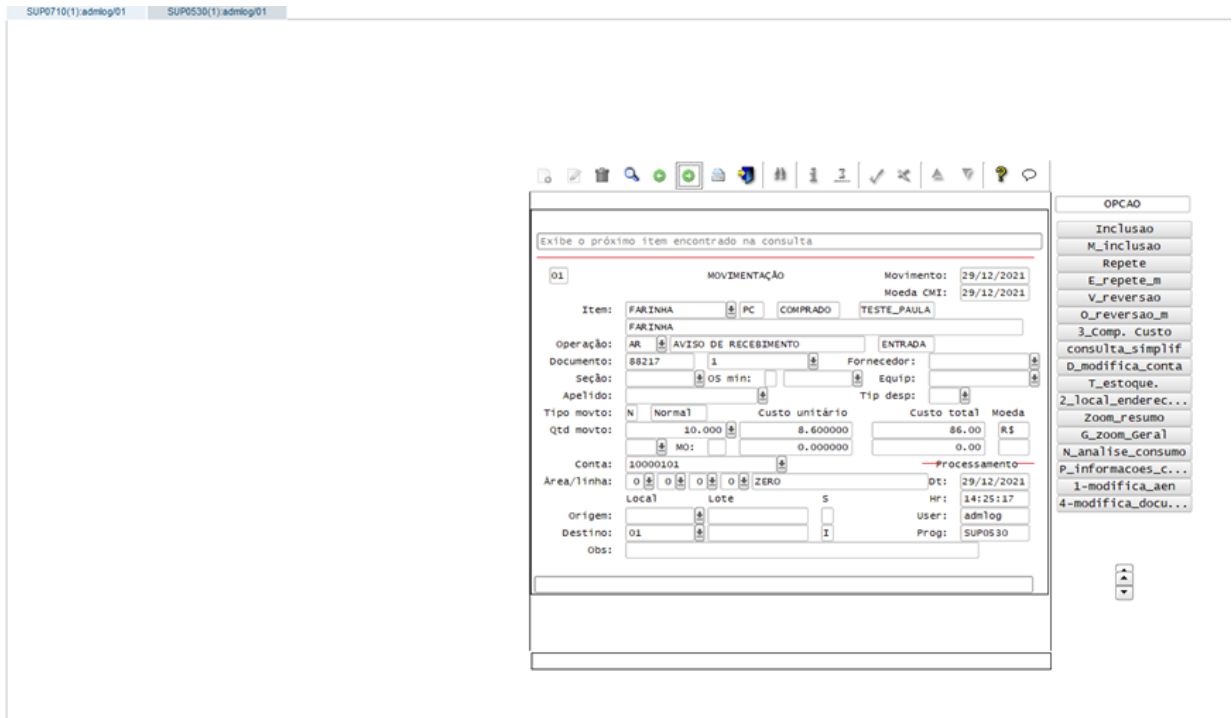 SUP0710(1):admlog/01 SUP0530(1):admlog/01
OPCAO
Inclusao
M_inclusao
Repete
E_repete_m
V_reversao
O_reversao_m
3_Comp. Custo
consUlta_simplif
D_modifica_conta
T_estoque.
2_local_enderec...
Zoom_resumo
G_zoom_Geral
N_analise_consumo
P_informacoes_c...
1-modifica_aen
4-modifica_docu...
Exibe o próximo item encontrado na consulta
01 MOVIMENTAÇÃO Movimento: 29/12/2021
Moeda CMI: 29/12/2021
Item: FARINHA PC COMPRADO TESTE_PAULA
FARINHA
Operação: AR AVISO DE RECEBIMENTO ENTRADA
Documento: 88217 1 Fornecedor:
Seção: OS min: Equip:
Apelido: Tip desp:
Tipo movto: N Normal Custo unitário Custo total Moeda
Qtd movto: 10.000 8.600000 86.00 R$
MO: 0.000000 0.00
Conta: 10000101 Processamento
Área/linha: 0 0 0 0 ZERO Dt: 29/12/2021
Local Lote S Hr: 14:25:17
Origem: User: admlog
Destino: 01 I Prog: SUP0530
Obs: